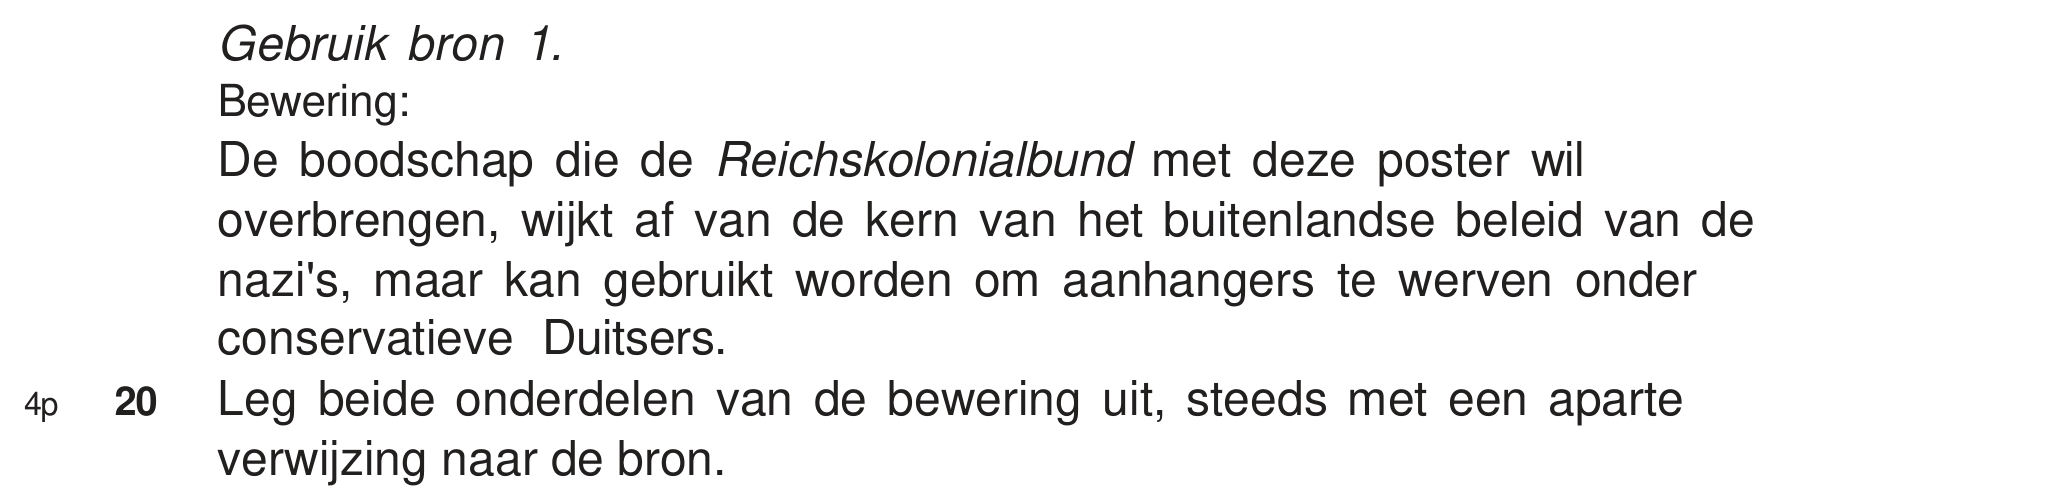 Gebruik bron 1.
Bewering:
De boodschap die de Reichskolonialbund met deze poster wil
overbrengen, wijkt af van de kern van het buitenlandse beleid van de
nazi's, maar kan gebruikt worden om aanhangers te werven onder
conservatieve Duitsers.
4p 20 Leg beide onderdelen van de bewering uit, steeds met een aparte
verwijzing naar de bron.